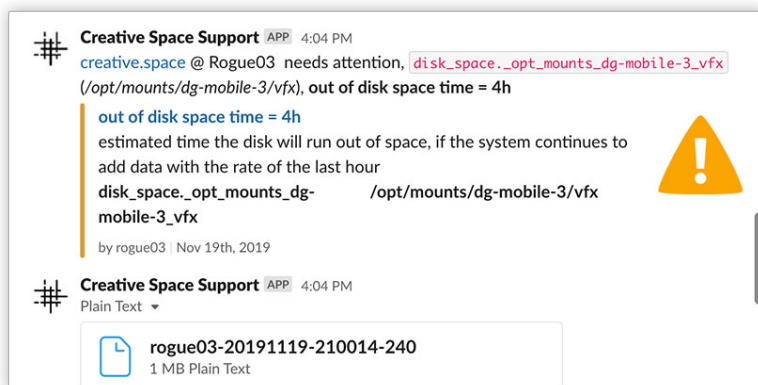 Creative Space Support APP 4:04 PM
creative.space @ Rogue03 needs attention, disk_space._opt_mounts_dg-mobile-3_vfx
(/opt/mounts/dg-mobile-3/vfx), out of disk space time = 4h
out of disk space time = 4h
estimated time the disk will run out of space, if the system continues to
add data with the rate of the last hour
disk_space._opt_mounts_dg- /opt/mounts/dg-mobile-3/vfx
mobile-3_vfx
by rogue03 | Nov 19th, 2019
Creative Space Support APP 4:04 PM
Plain Text
rogue03-20191119-210014-240
1 MB Plain Text